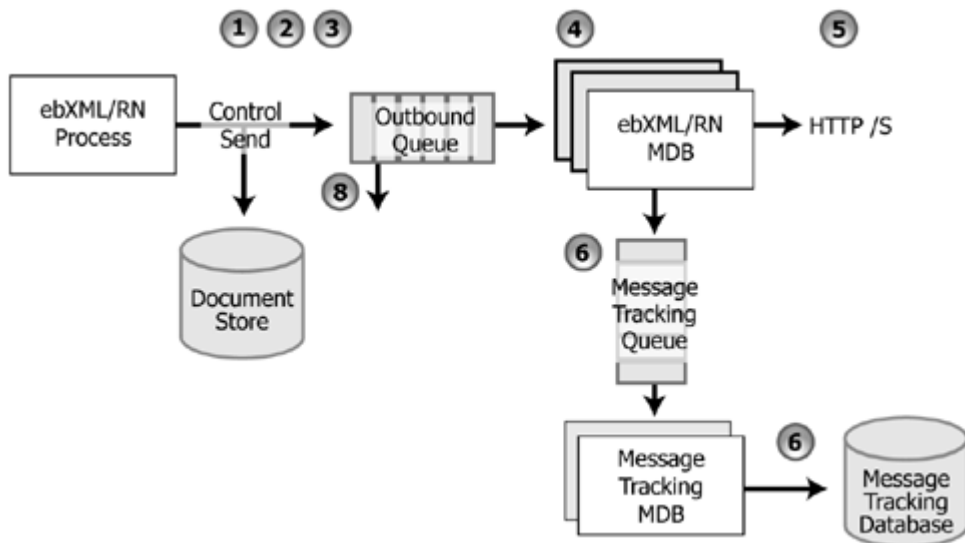 1 2 3 4 5
ebXML/RN
Process
Control
Send
Outbound
Queue
ebXML/RN
MDB
HTTP /S
8
Document
Store
6
Message
Tracking
Queue
Message
Tracking
MDB
6
Message
Tracking
Database